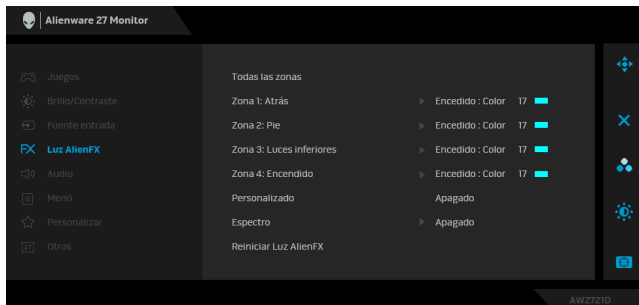 Alienware 27 Monitor
Juegos
Todas las zonas
Brillo/Contraste
Zona 1: Atrás
Encedido : Color 17
Fuente entrada
Zona 2: Pie
Encedido : Color 17
FX Luz AlienFX
Zona 3: Luces inferiores
Encedido : Color 17
Audio
Zona 4: Encendido
Encedido : Color 17
Menú
Personalizado
Apagado
Personalizar
Espectro
Apagado
Otros
Reiniciar Luz AlienFX
AW2721D